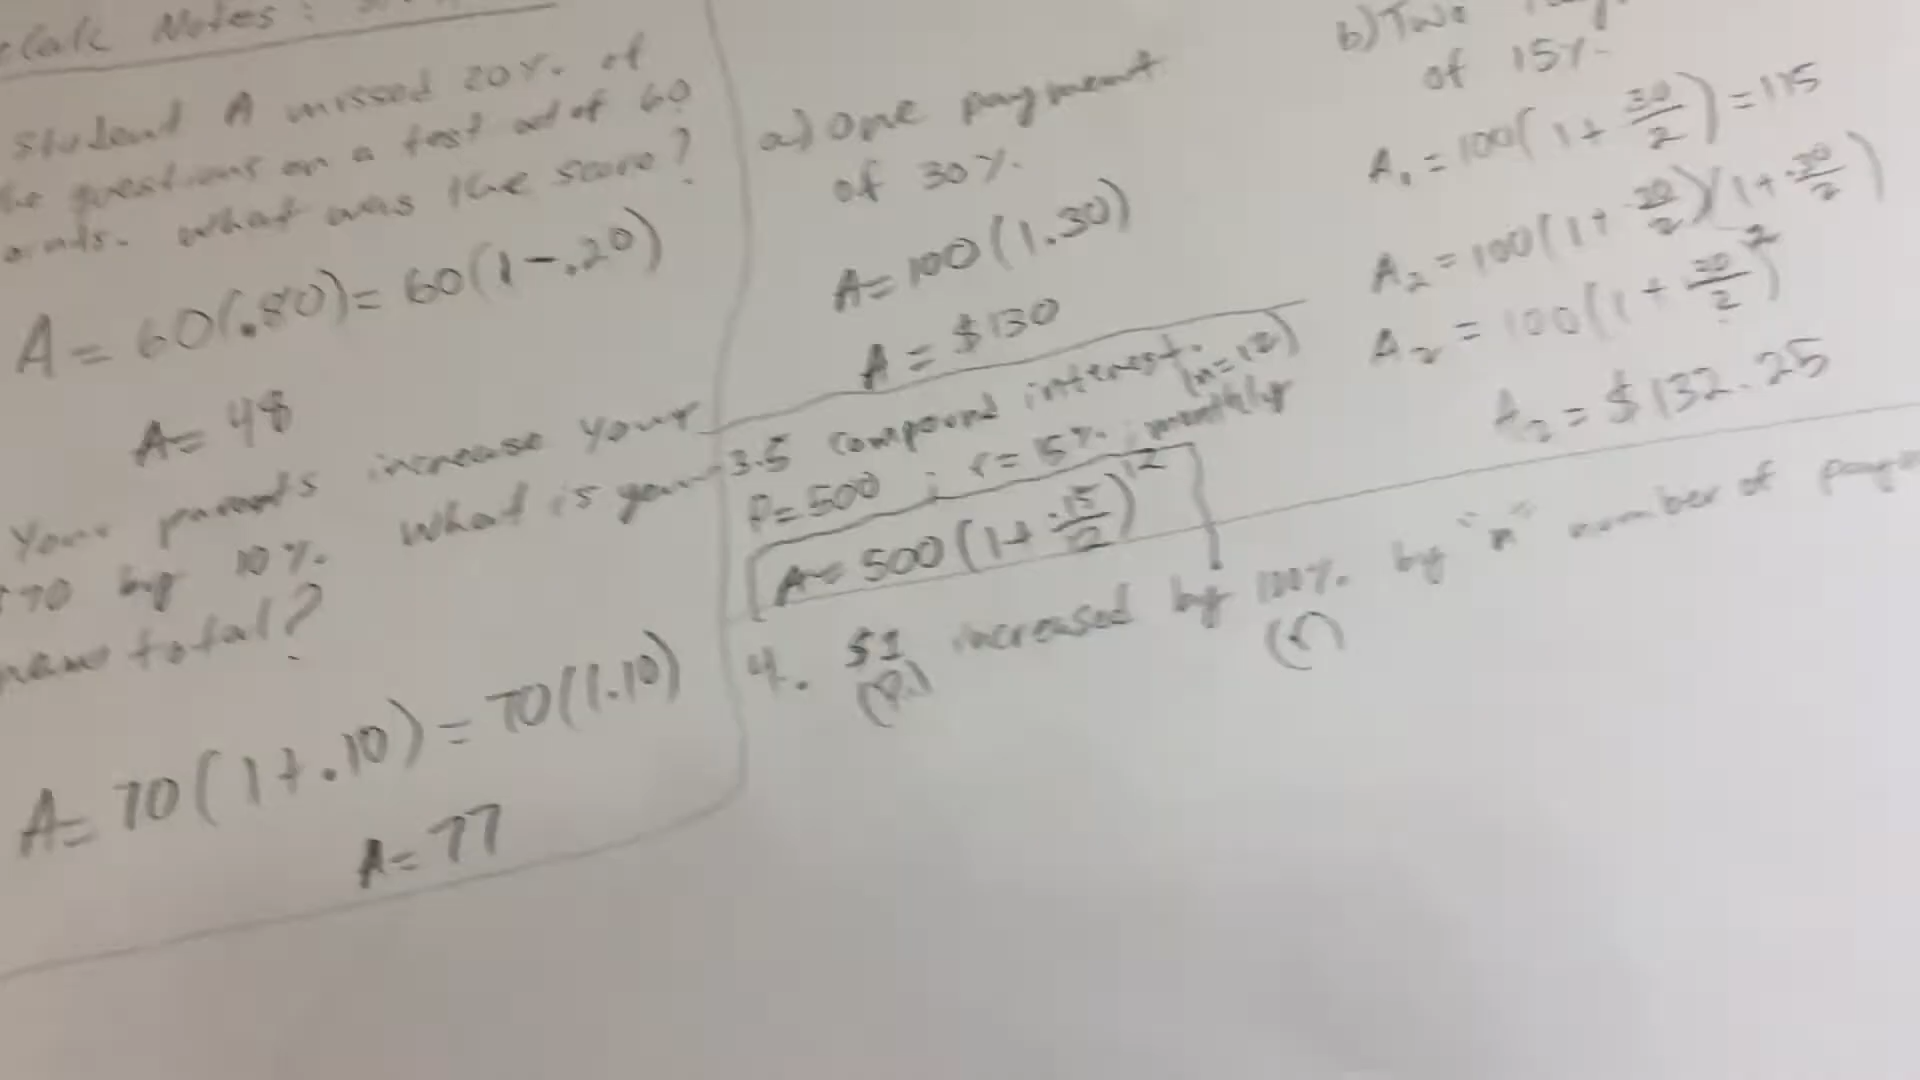 Calc Notes:
Student A missed 20% of
the questions on a test out of 60
What was the score?
A = 60(.80) = 60(1-.20)
A = 48
Your parents increase your
$70 by 10%. What is your
new total?
A = 70(1+.10) = 70(1.10)
A = 77
a) One payment
of 30%.
A = 100(1.30)
A = $130
b) Two
of 15%.
A₁ = 100(1 + .30/2) = 115
A₂ = 100(1 + .30/2)(1 + .30/2)
A₂ = 100(1 + .30/2)²
A₂ = $132.25
3.5 compound interest.
P = 500 ; r = 15% ; monthly (n=12)
A = 500(1 + .15/12)¹²
4. $1 increased by 100% by "n" number of
(P.) (r)